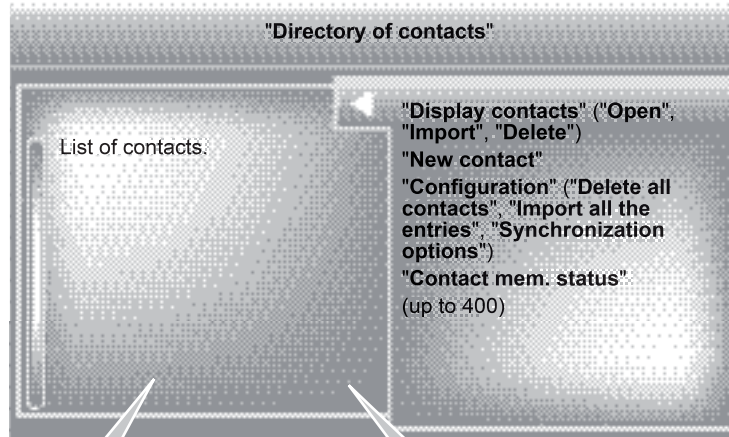 "Directory of contacts"
List of contacts.
"Display contacts" ("Open",
"Import", "Delete")
"New contact"
"Configuration" ("Delete all
contacts", "Import all the
entries", "Synchronization
options")
"Contact mem. status"
(up to 400)